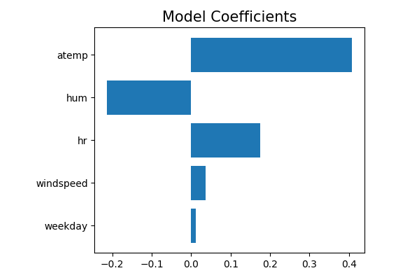 Model Coefficients
atemp
hum
hr
windspeed
weekday
−0.2 −0.1 0.0 0.1 0.2 0.3 0.4